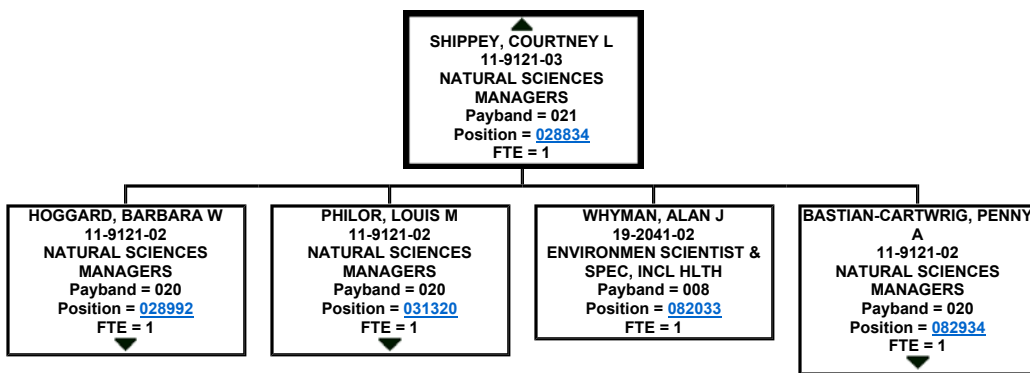 SHIPPEY, COURTNEY L
11-9121-03
NATURAL SCIENCES
MANAGERS
Payband = 021
Position = 028834
FTE = 1
HOGGARD, BARBARA W
11-9121-02
NATURAL SCIENCES
MANAGERS
Payband = 020
Position = 028992
FTE = 1
PHILOR, LOUIS M
11-9121-02
NATURAL SCIENCES
MANAGERS
Payband = 020
Position = 031320
FTE = 1
WHYMAN, ALAN J
19-2041-02
ENVIRONMEN SCIENTIST &
SPEC, INCL HLTH
Payband = 008
Position = 082033
FTE = 1
BASTIAN-CARTWRIG, PENNY
A
11-9121-02
NATURAL SCIENCES
MANAGERS
Payband = 020
Position = 082934
FTE = 1